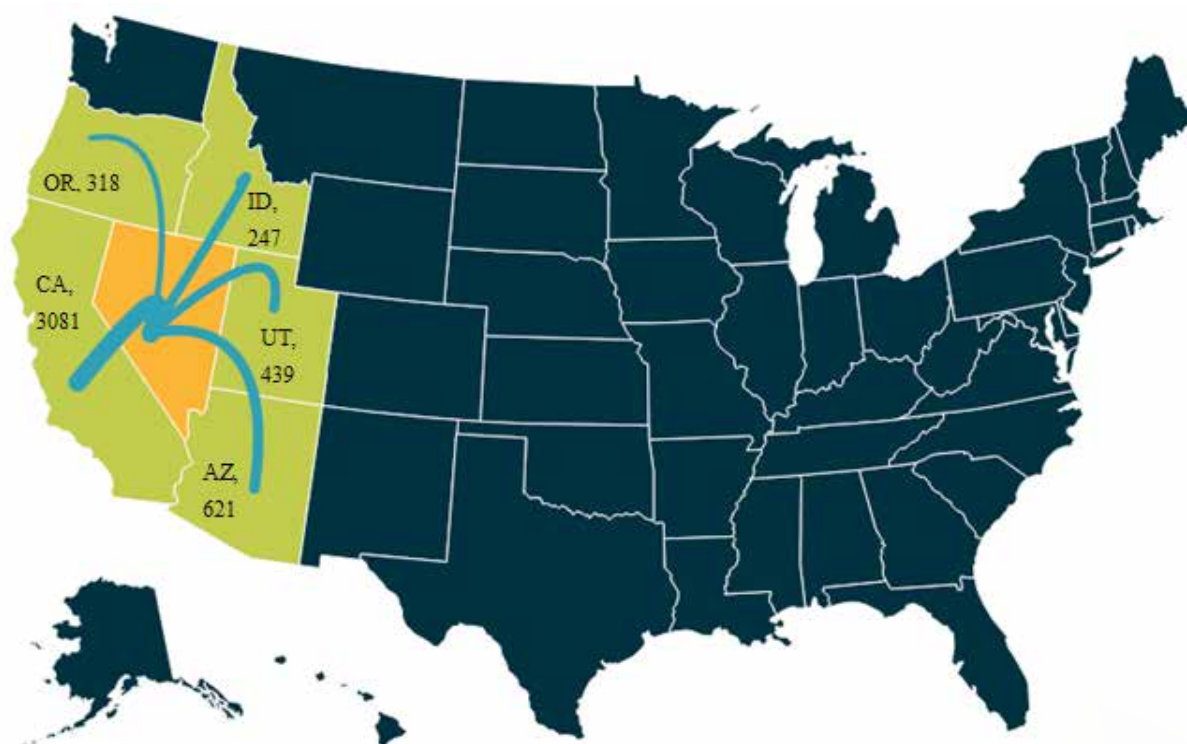 OR, 318
ID,
247
CA,
3081
UT,
439
AZ,
621